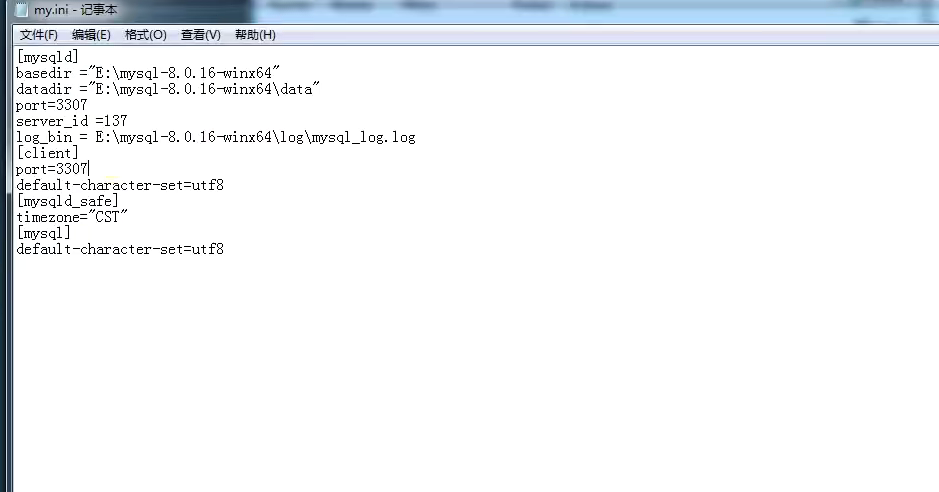 my.ini - 记事本
文件(F) 编辑(E) 格式(O) 查看(V) 帮助(H)
[mysqld]
basedir ="E:\mysql-8.0.16-winx64"
datadir ="E:\mysql-8.0.16-winx64\data"
port=3307
server_id =137
log_bin = E:\mysql-8.0.16-winx64\log\mysql_log.log
[client]
port=3307
default-character-set=utf8
[mysqld_safe]
timezone="CST"
[mysql]
default-character-set=utf8